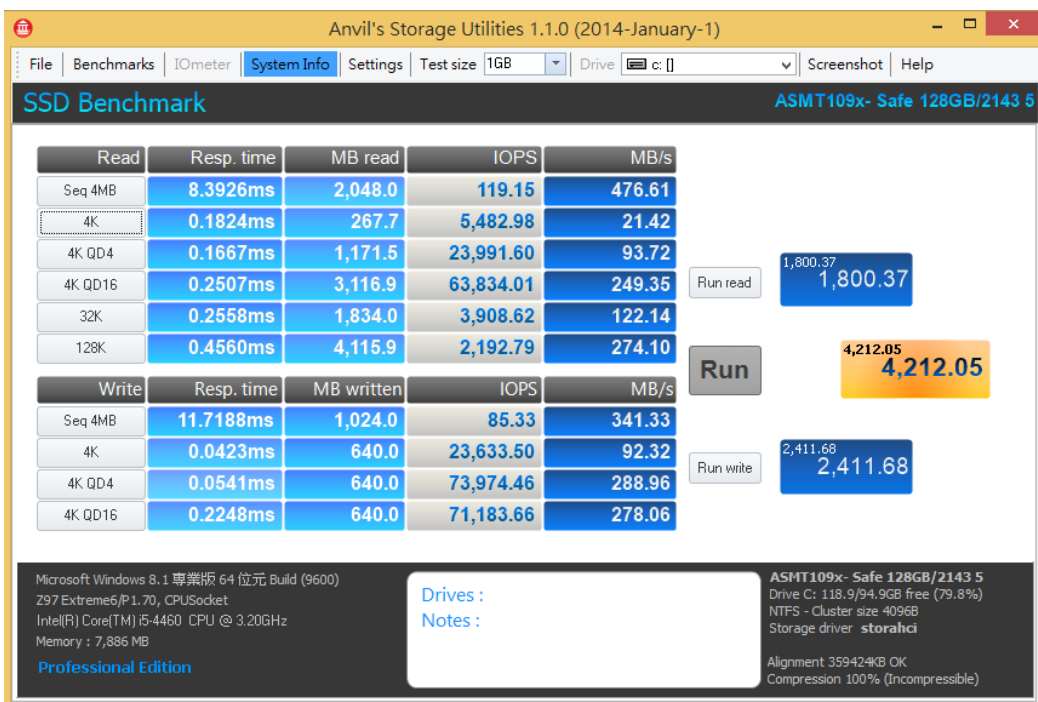 Anvil's Storage Utilities 1.1.0 (2014-January-1)
File Benchmarks IOmeter System Info Settings Test size 1GB Drive c: [] Screenshot Help
SSD Benchmark ASMT109x- Safe 128GB/2143 5
Read Resp. time MB read IOPS MB/s
Seq 4MB 8.3926ms 2,048.0 119.15 476.61
4K 0.1824ms 267.7 5,482.98 21.42
4K QD4 0.1667ms 1,171.5 23,991.60 93.72
4K QD16 0.2507ms 3,116.9 63,834.01 249.35
32K 0.2558ms 1,834.0 3,908.62 122.14
128K 0.4560ms 4,115.9 2,192.79 274.10
Run read
1,800.37
1,800.37
Run
4,212.05
4,212.05
Write Resp. time MB written IOPS MB/s
Seq 4MB 11.7188ms 1,024.0 85.33 341.33
4K 0.0423ms 640.0 23,633.50 92.32
4K QD4 0.0541ms 640.0 73,974.46 288.96
4K QD16 0.2248ms 640.0 71,183.66 278.06
Run write
2,411.68
2,411.68
Microsoft Windows 8.1 專業版 64 位元 Build (9600)
Z97 Extreme6/P1.70, CPUSocket
Intel(R) Core(TM) i5-4460 CPU @ 3.20GHz
Memory : 7,886 MB
Professional Edition
Drives :
Notes :
ASMT109x- Safe 128GB/2143 5
Drive C: 118.9/94.9GB free (79.8%)
NTFS - Cluster size 4096B
Storage driver storahci
Alignment 359424KB OK
Compression 100% (Incompressible)